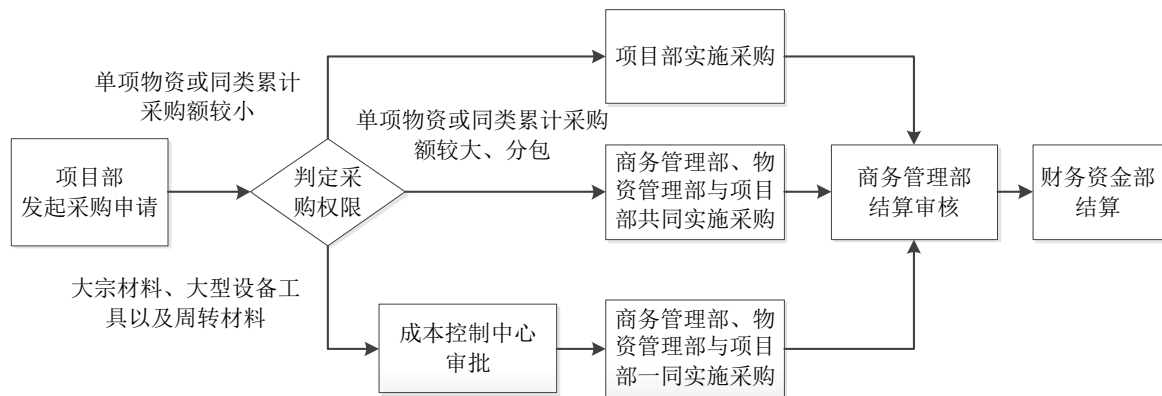 项目部实施采购
单项物资或同类累计
采购额较小
单项物资或同类累计采购
额较大、分包
项目部
发起采购申请
判定采
购权限
商务管理部、物
资管理部与项目
部共同实施采购
商务管理部
结算审核
财务资金部
结算
大宗材料、大型设备工
具以及周转材料
成本控制中心
审批
商务管理部、物
资管理部与项目
部一同实施采购